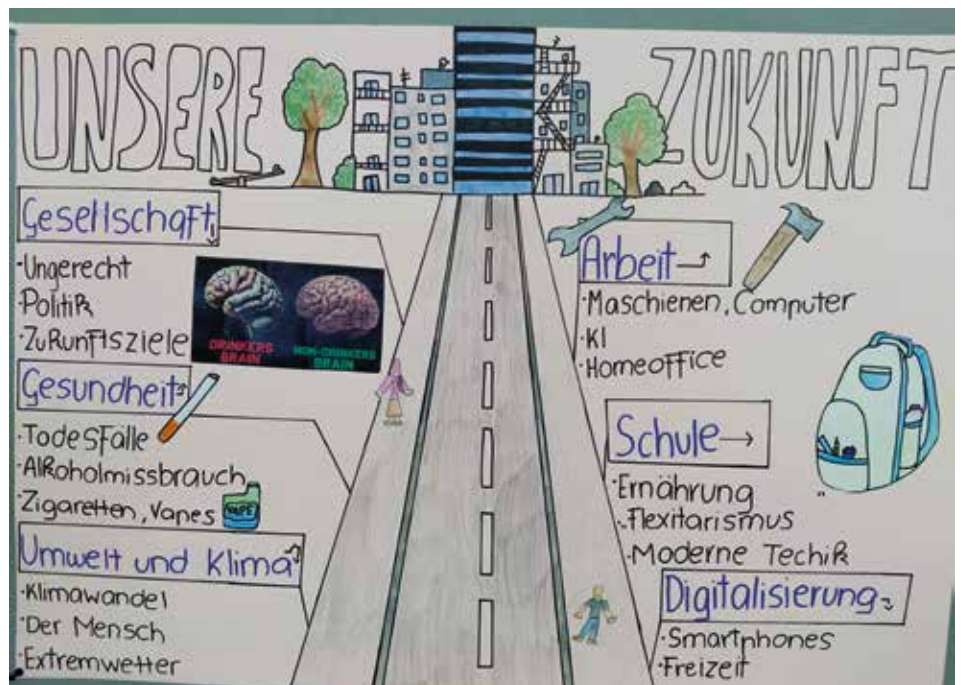 UNSERE ZUKUNFT
Gesellschaft
·Ungerecht
·Politik
·Zukunftsziele
DRINKERS BRAIN
NON-DRINKERS BRAIN
Gesundheit
·Todesfälle
·Alkoholmissbrauch
·Zigaretten, Vapes
VAPE
Umwelt und Klima
·Klimawandel
·Der Mensch
·Extremwetter
Arbeit
·Maschienen, Computer
·KI
·Homeoffice
Schule
·Ernährung
·Flexitarismus
·Moderne Techik
Digitalisierung
·Smartphones
·Freizeit